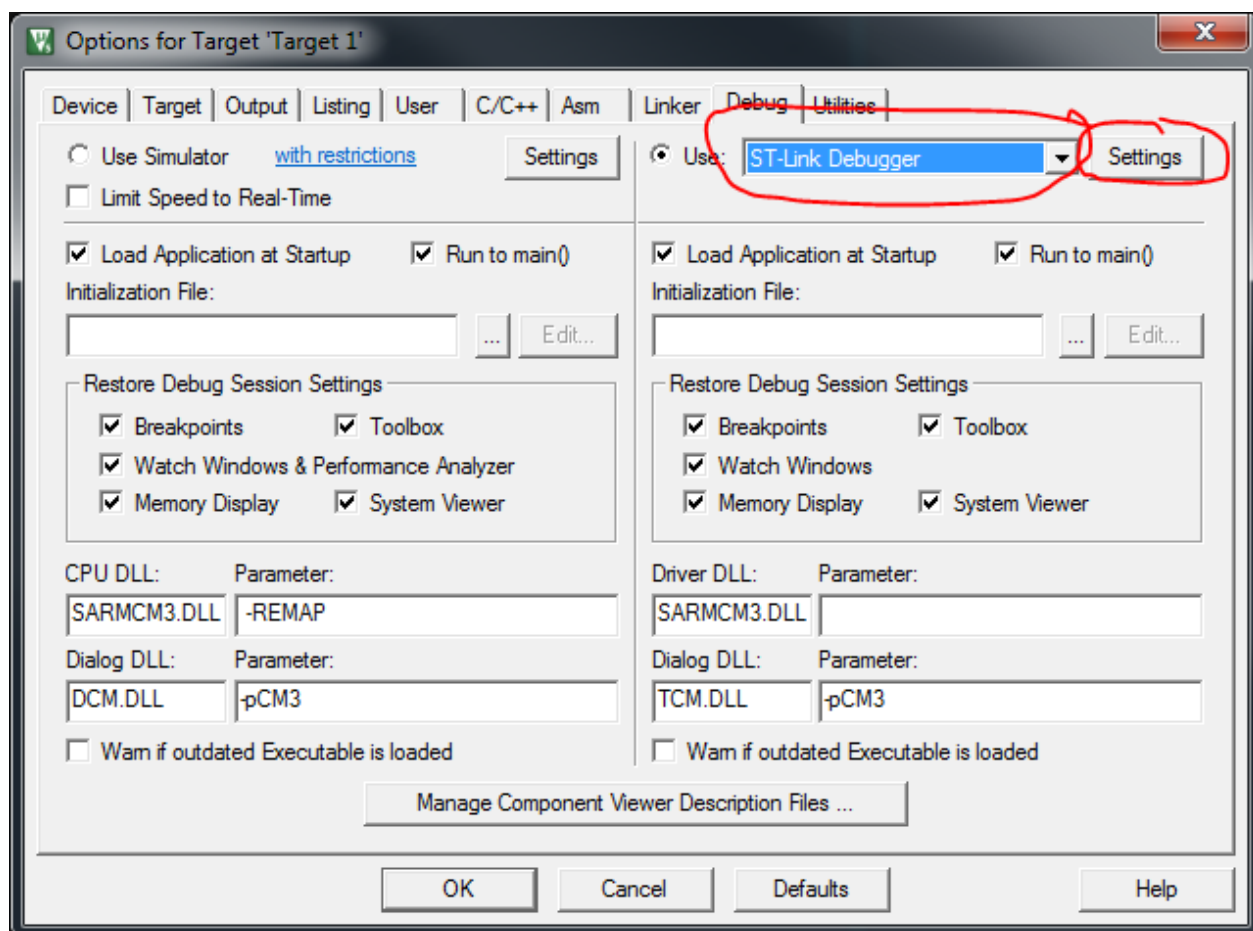 Options for Target 'Target 1'
Device Target Output Listing User C/C++ Asm Linker Debug Utilities
Use Simulator with restrictions Settings Use: ST-Link Debugger Settings
Limit Speed to Real-Time
Load Application at Startup Run to main() Load Application at Startup Run to main()
Initialization File: Initialization File:
... Edit... ... Edit...
Restore Debug Session Settings Restore Debug Session Settings
Breakpoints Toolbox Breakpoints Toolbox
Watch Windows & Performance Analyzer Watch Windows
Memory Display System Viewer Memory Display System Viewer
CPU DLL: Parameter: Driver DLL: Parameter:
SARMCM3.DLL -REMAP SARMCM3.DLL
Dialog DLL: Parameter: Dialog DLL: Parameter:
DCM.DLL -pCM3 TCM.DLL -pCM3
Warn if outdated Executable is loaded Warn if outdated Executable is loaded
Manage Component Viewer Description Files ...
OK Cancel Defaults Help